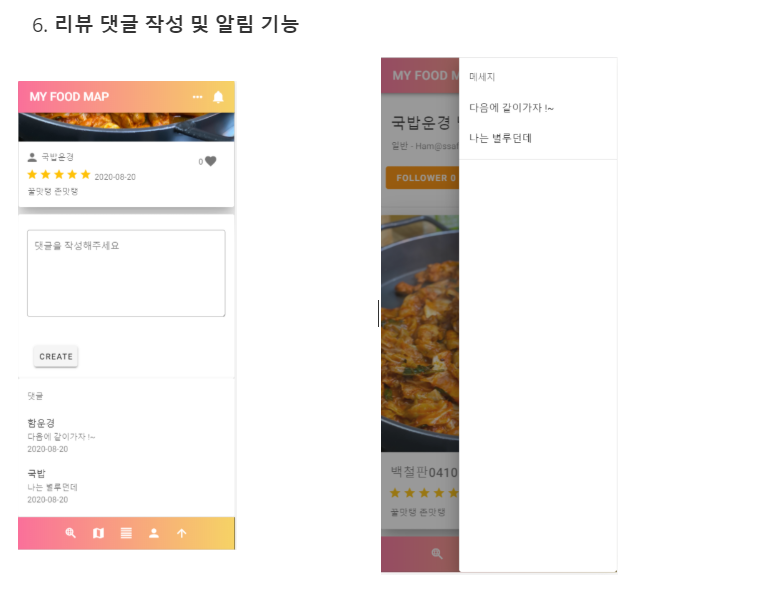 6. 리뷰 댓글 작성 및 알림 기능
MY FOOD MAP
국밥운경
0
2020-08-20
꿀맛탱 존맛탱
댓글을 작성해주세요
CREATE
댓글
함운경
다음에 같이가자 !~
2020-08-20
국밥
나는 별루던데
2020-08-20
MY FOOD M
국밥운경
일반 - Ham@ssaf
FOLLOWER 0
백철판0410
꿀맛탱 존맛탱
메세지
다음에 같이가자 !~
나는 별루던데